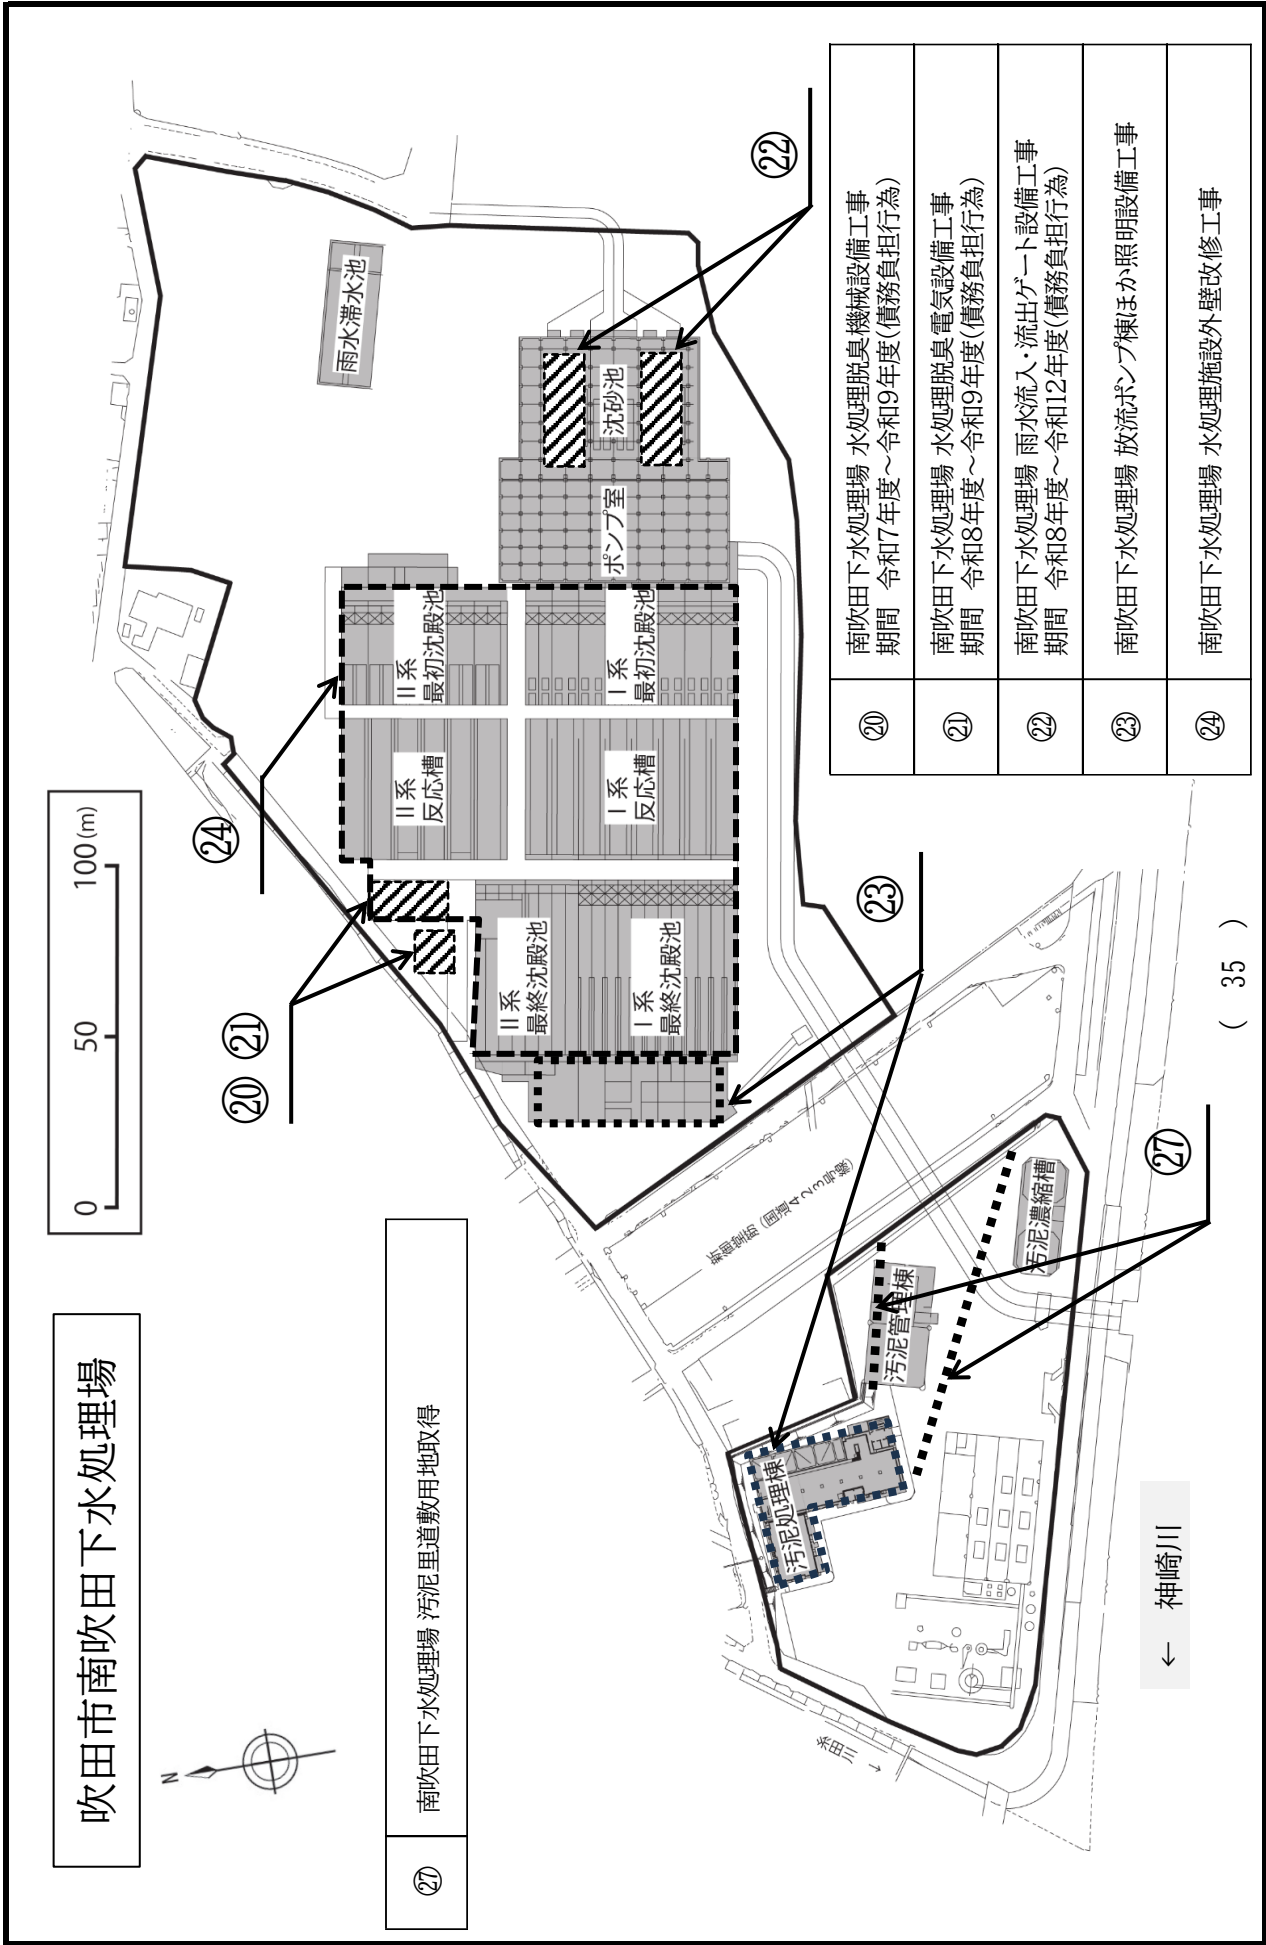 吹田市南吹田下水処理場
0 50 100 (m)
N
㉗ 南吹田下水処理場 汚泥里道敷用地取得
⑳ ㉑
㉔
㉒
㉓
㉗
雨水滞水池
沈砂池
ポンプ室
Ⅱ系
最初沈殿池
Ⅰ系
最初沈殿池
Ⅱ系
反応槽
Ⅰ系
反応槽
Ⅱ系
最終沈殿池
Ⅰ系
最終沈殿池
新御堂筋(国道423号線)
汚泥処理棟
汚泥管理棟
汚泥濃縮槽
糸田川 →
← 神崎川
⑳ 南吹田下水処理場 水処理脱臭機械設備工事
期間 令和7年度～令和9年度(債務負担行為)
㉑ 南吹田下水処理場 水処理脱臭電気設備工事
期間 令和8年度～令和9年度(債務負担行為)
㉒ 南吹田下水処理場 雨水流入・流出ゲート設備工事
期間 令和8年度～令和12年度(債務負担行為)
㉓ 南吹田下水処理場 放流ポンプ棟ほか照明設備工事
㉔ 南吹田下水処理場 水処理施設外壁改修工事
( 35 )